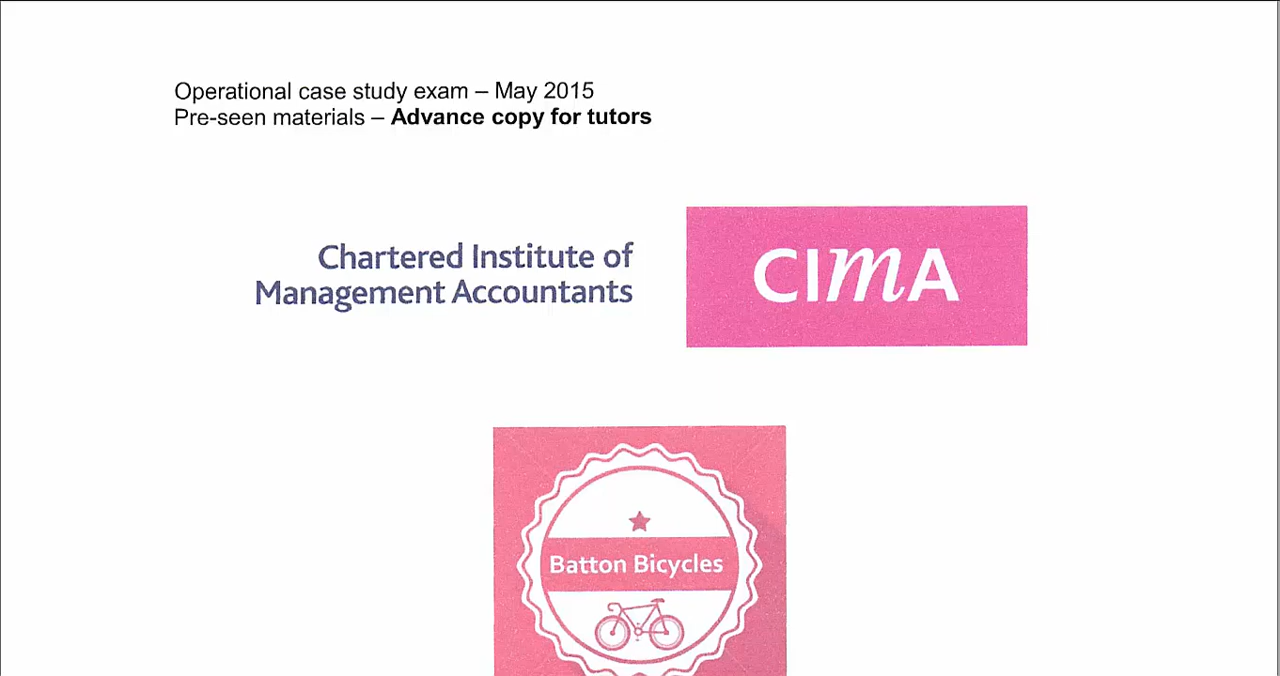 Operational case study exam – May 2015
Pre-seen materials – Advance copy for tutors
Chartered Institute of
Management Accountants
CIMA
Batton Bicycles